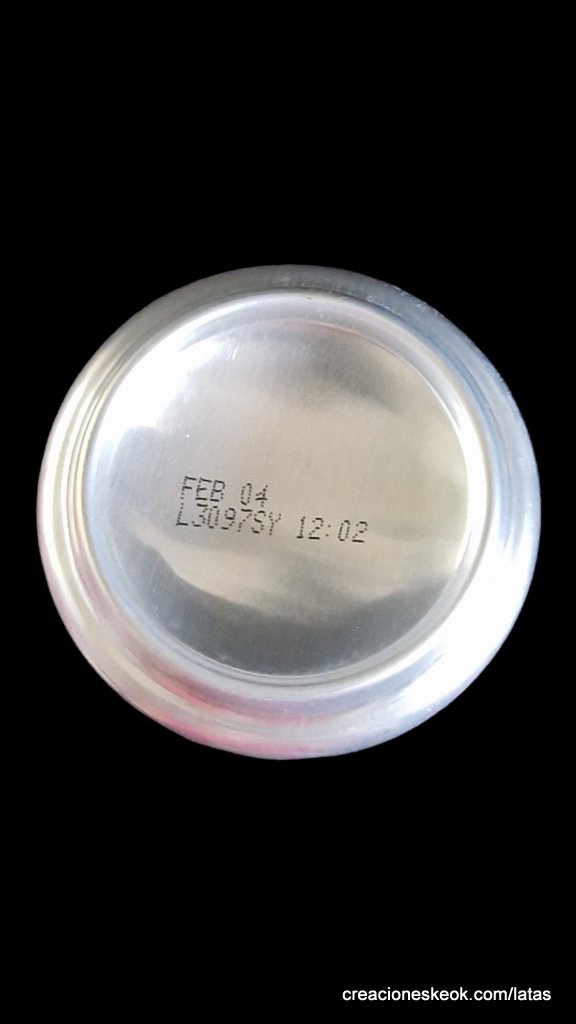 FEB 04
L3097SY 12:02
creacioneskeok.com/latas